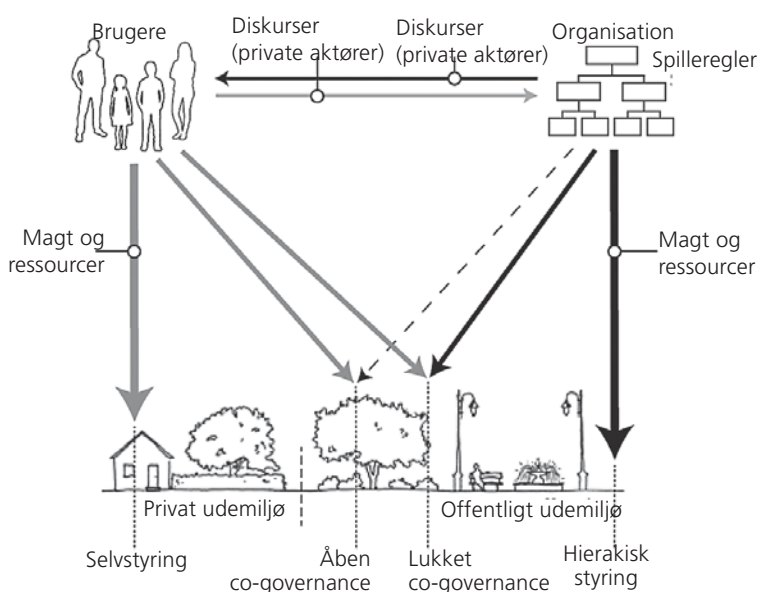 Brugere
Diskurser
(private aktører)
Diskurser
(private aktører)
Organisation
Spilleregler
Magt og
ressourcer
Magt og
ressourcer
Privat udemiljø
Offentligt udemiljø
Selvstyring
Åben
co-governance
Lukket
co-governance
Hierakisk
styring